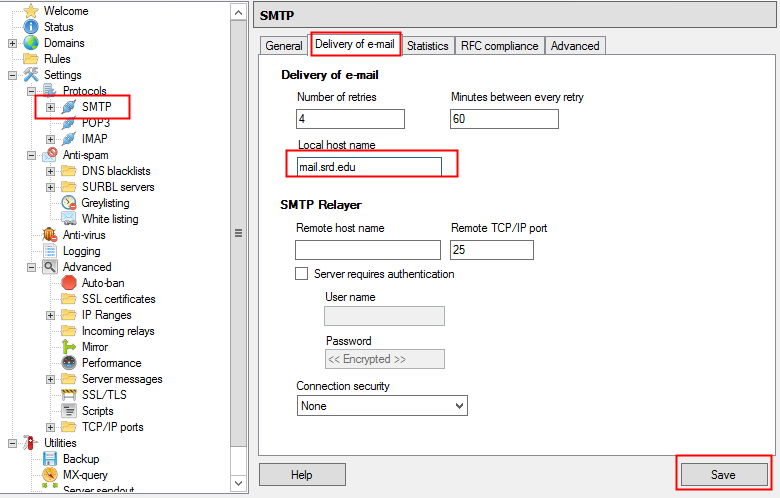 Welcome
Status
Domains
Rules
Settings
Protocols
SMTP
POP3
IMAP
Anti-spam
DNS blacklists
SURBL servers
Greylisting
White listing
Anti-virus
Logging
Advanced
Auto-ban
SSL certificates
IP Ranges
Incoming relays
Mirror
Performance
Server messages
SSL/TLS
Scripts
TCP/IP ports
Utilities
Backup
MX-query
Server sendout
SMTP
General Delivery of e-mail Statistics RFC compliance Advanced
Delivery of e-mail
Number of retries Minutes between every retry
4 60
Local host name
mail.srd.edu
SMTP Relayer
Remote host name Remote TCP/IP port
25
Server requires authentication
User name
Password
<< Encrypted >>
Connection security
None
Help Save